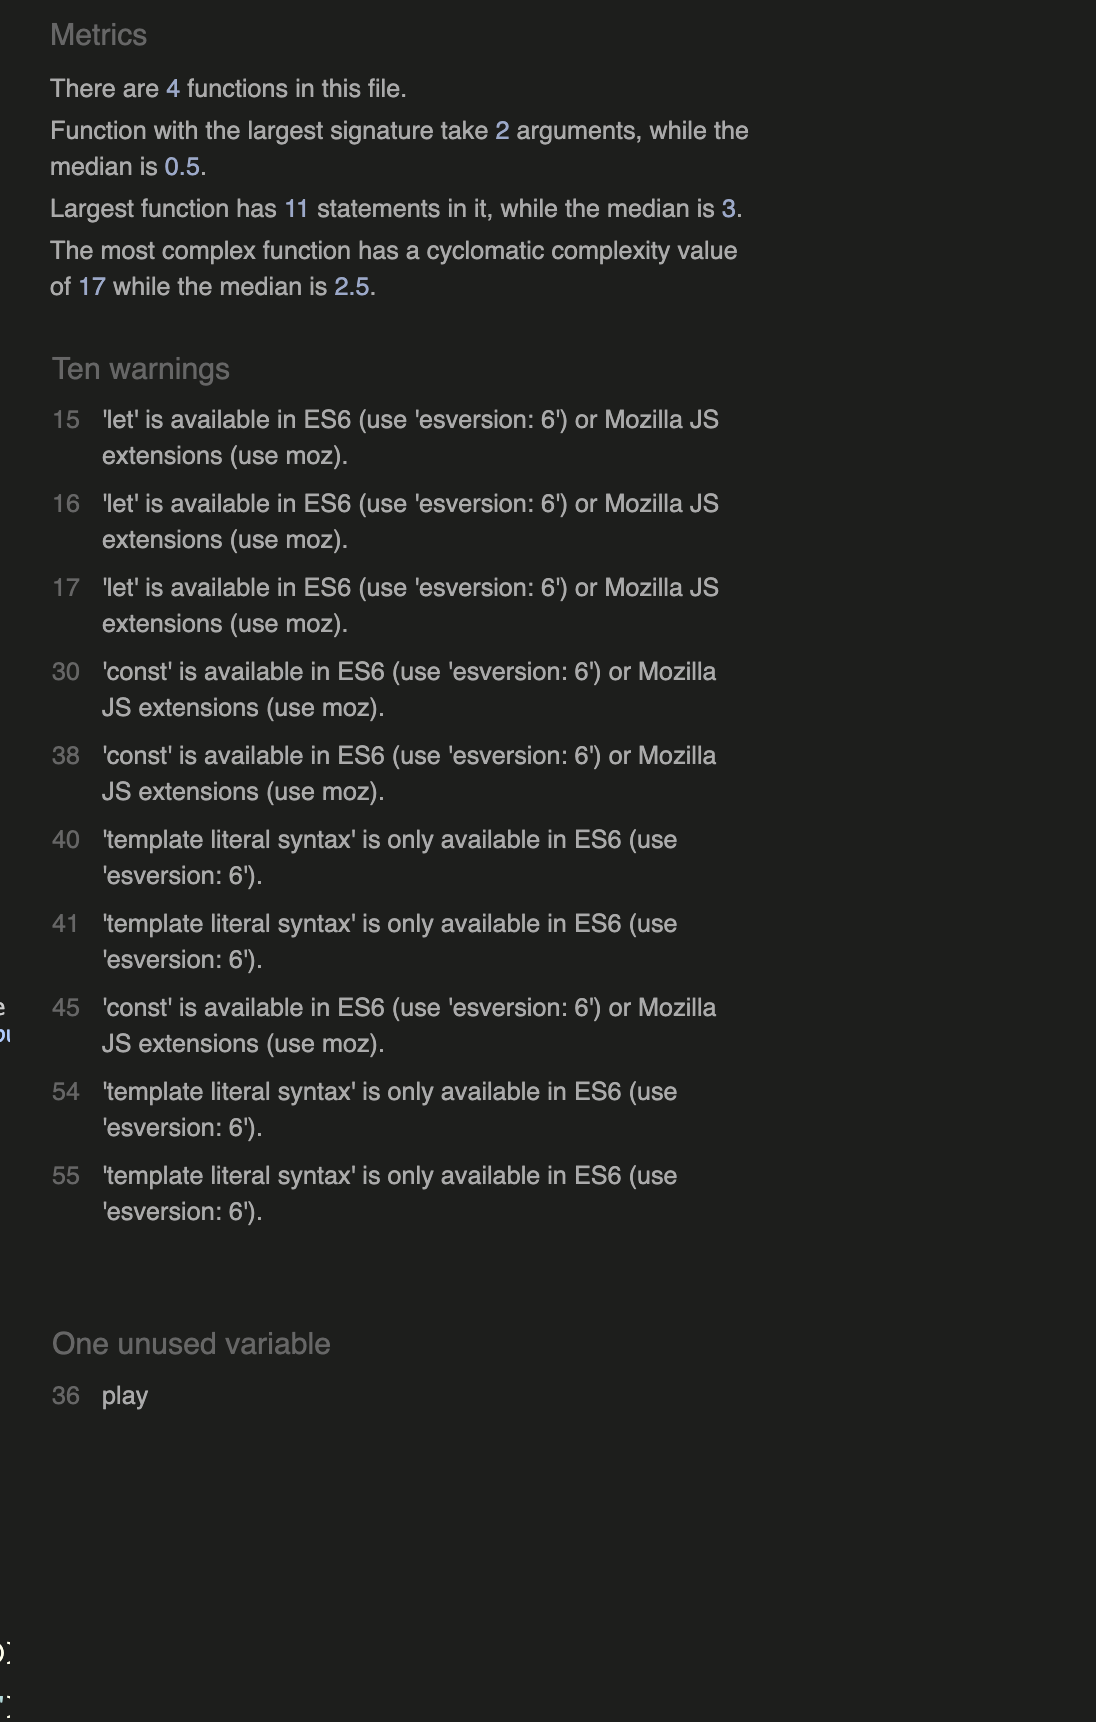 Metrics
There are 4 functions in this file.
Function with the largest signature take 2 arguments, while the
median is 0.5.
Largest function has 11 statements in it, while the median is 3.
The most complex function has a cyclomatic complexity value
of 17 while the median is 2.5.
Ten warnings
15 'let' is available in ES6 (use 'esversion: 6') or Mozilla JS
extensions (use moz).
16 'let' is available in ES6 (use 'esversion: 6') or Mozilla JS
extensions (use moz).
17 'let' is available in ES6 (use 'esversion: 6') or Mozilla JS
extensions (use moz).
30 'const' is available in ES6 (use 'esversion: 6') or Mozilla
JS extensions (use moz).
38 'const' is available in ES6 (use 'esversion: 6') or Mozilla
JS extensions (use moz).
40 'template literal syntax' is only available in ES6 (use
'esversion: 6').
41 'template literal syntax' is only available in ES6 (use
'esversion: 6').
45 'const' is available in ES6 (use 'esversion: 6') or Mozilla
JS extensions (use moz).
54 'template literal syntax' is only available in ES6 (use
'esversion: 6').
55 'template literal syntax' is only available in ES6 (use
'esversion: 6').
One unused variable
36 play